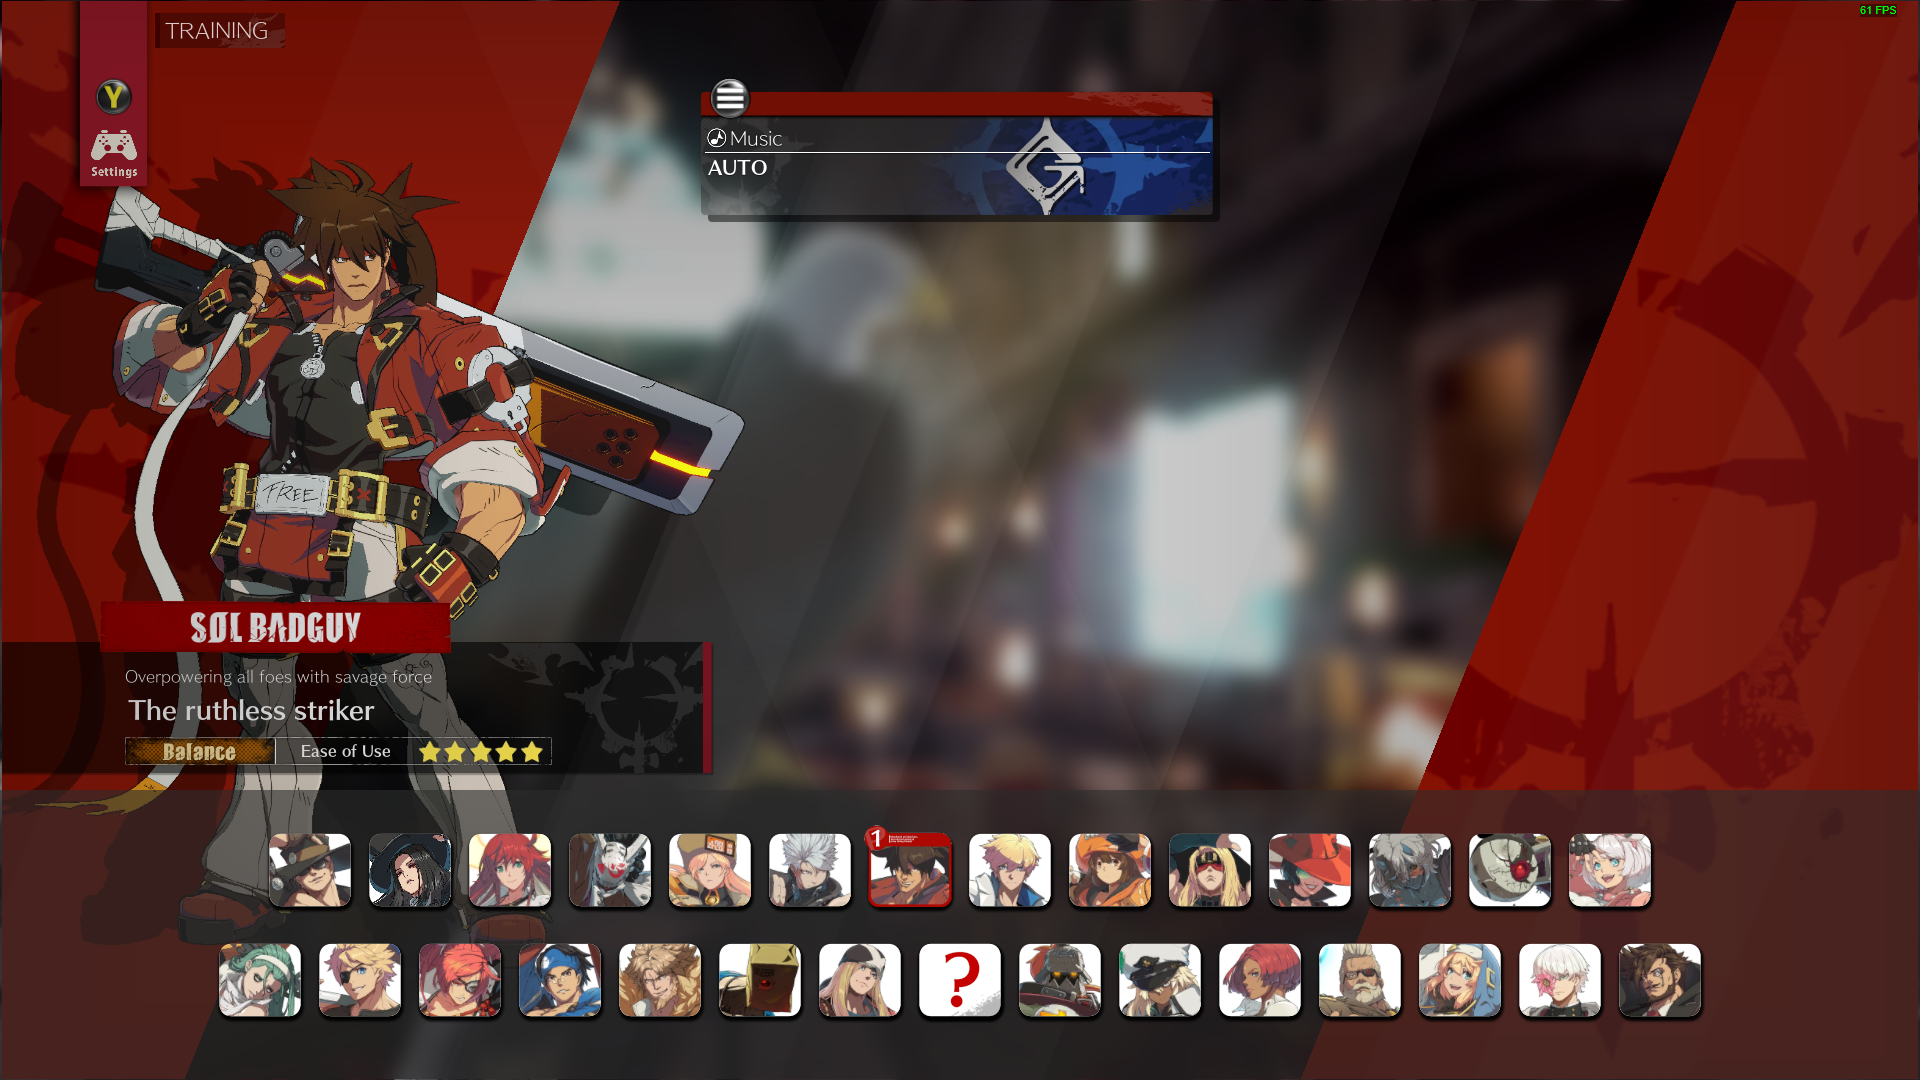 61 FPS
TRAINING
Y
Settings
Music
AUTO
FREE
SOL BADGUY
Overpowering all foes with savage force
The ruthless striker
Balance
Ease of Use
1
?